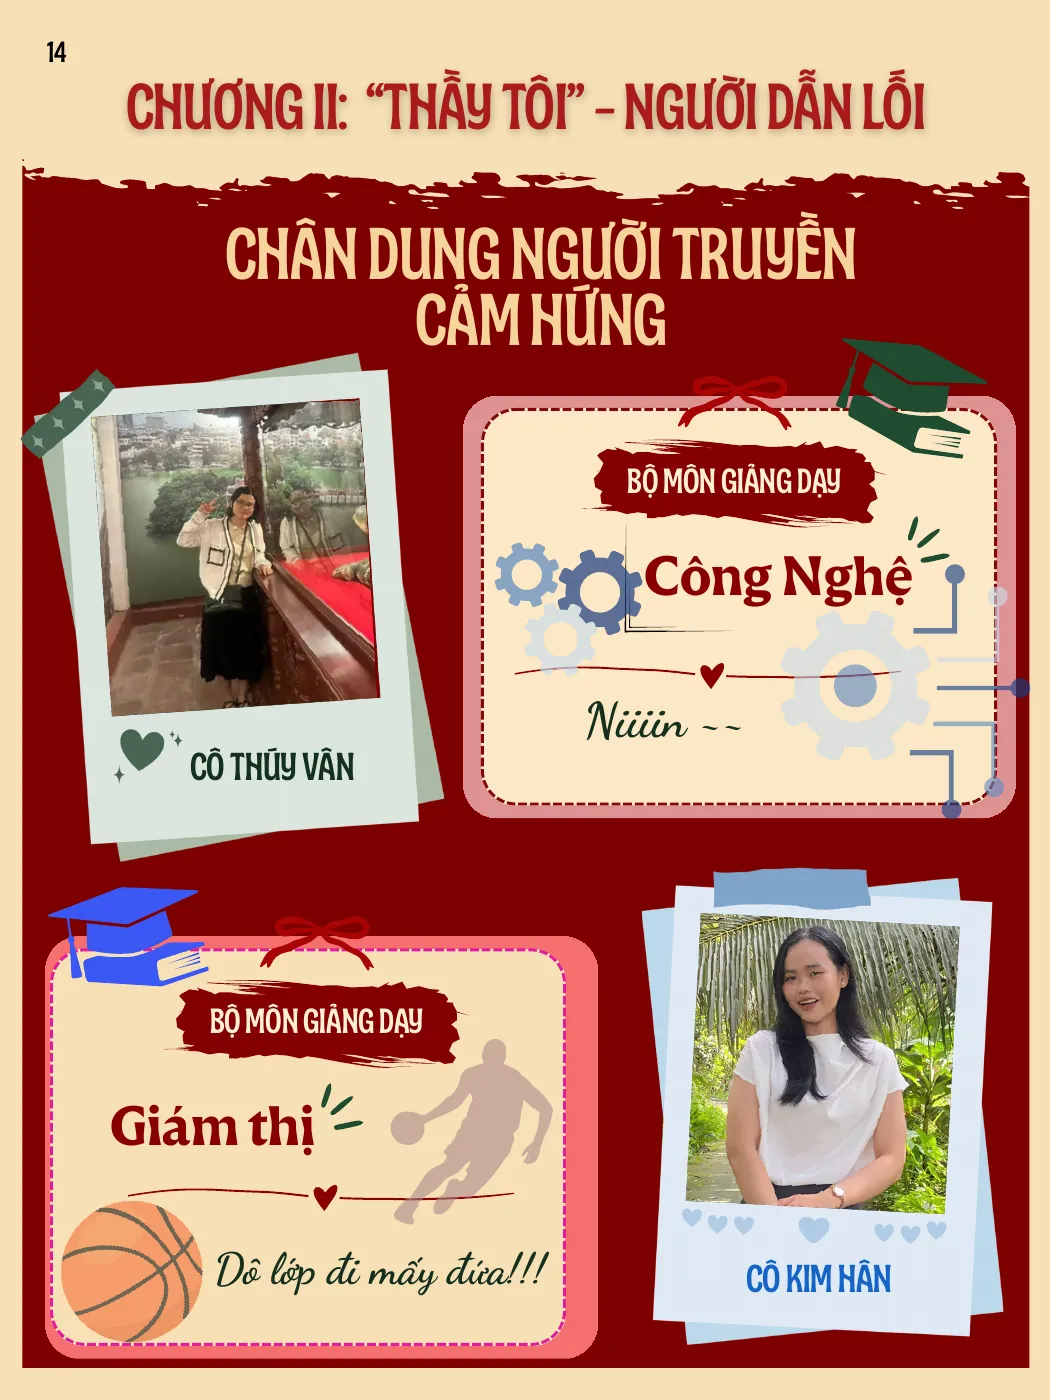 14
CHƯƠNG II: “THẦY TÔI” - NGƯỜI DẪN LỐI
CHÂN DUNG NGƯỜI TRUYỀN
CẢM HỨNG
BỘ MÔN GIẢNG DẠY
Công Nghệ
Niiiin ~~
CÔ THÚY VÂN
BỘ MÔN GIẢNG DẠY
Giám thị
Dô lớp đi mấy đứa!!!
CÔ KIM HÂN